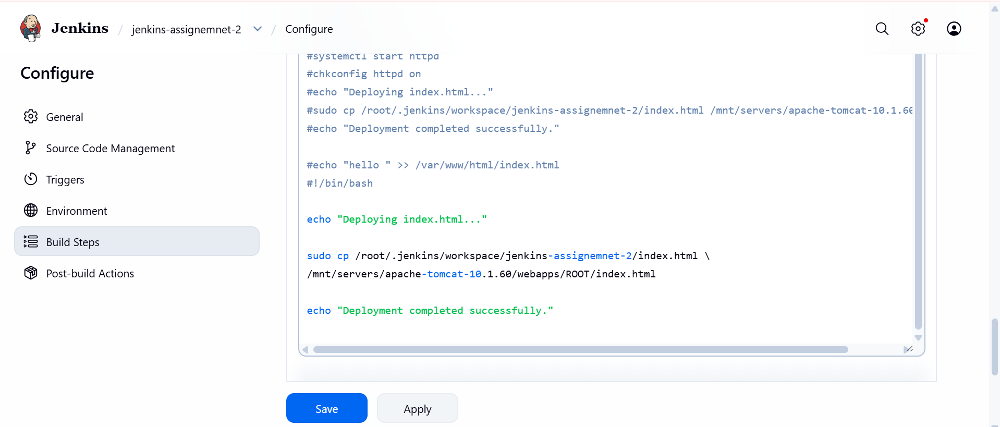 Jenkins / jenkins-assignemnet-2 / Configure
Configure
General
Source Code Management
Triggers
Environment
Build Steps
Post-build Actions
#systemctl start httpd
#chkconfig httpd on
#echo "Deploying index.html..."
#sudo cp /root/.jenkins/workspace/jenkins-assignemnet-2/index.html /mnt/servers/apache-tomcat-10.1.60
#echo "Deployment completed successfully."
#echo "hello " >> /var/www/html/index.html
#!/bin/bash
echo "Deploying index.html..."
sudo cp /root/.jenkins/workspace/jenkins-assignemnet-2/index.html \
/mnt/servers/apache-tomcat-10.1.60/webapps/ROOT/index.html
echo "Deployment completed successfully."
Save
Apply